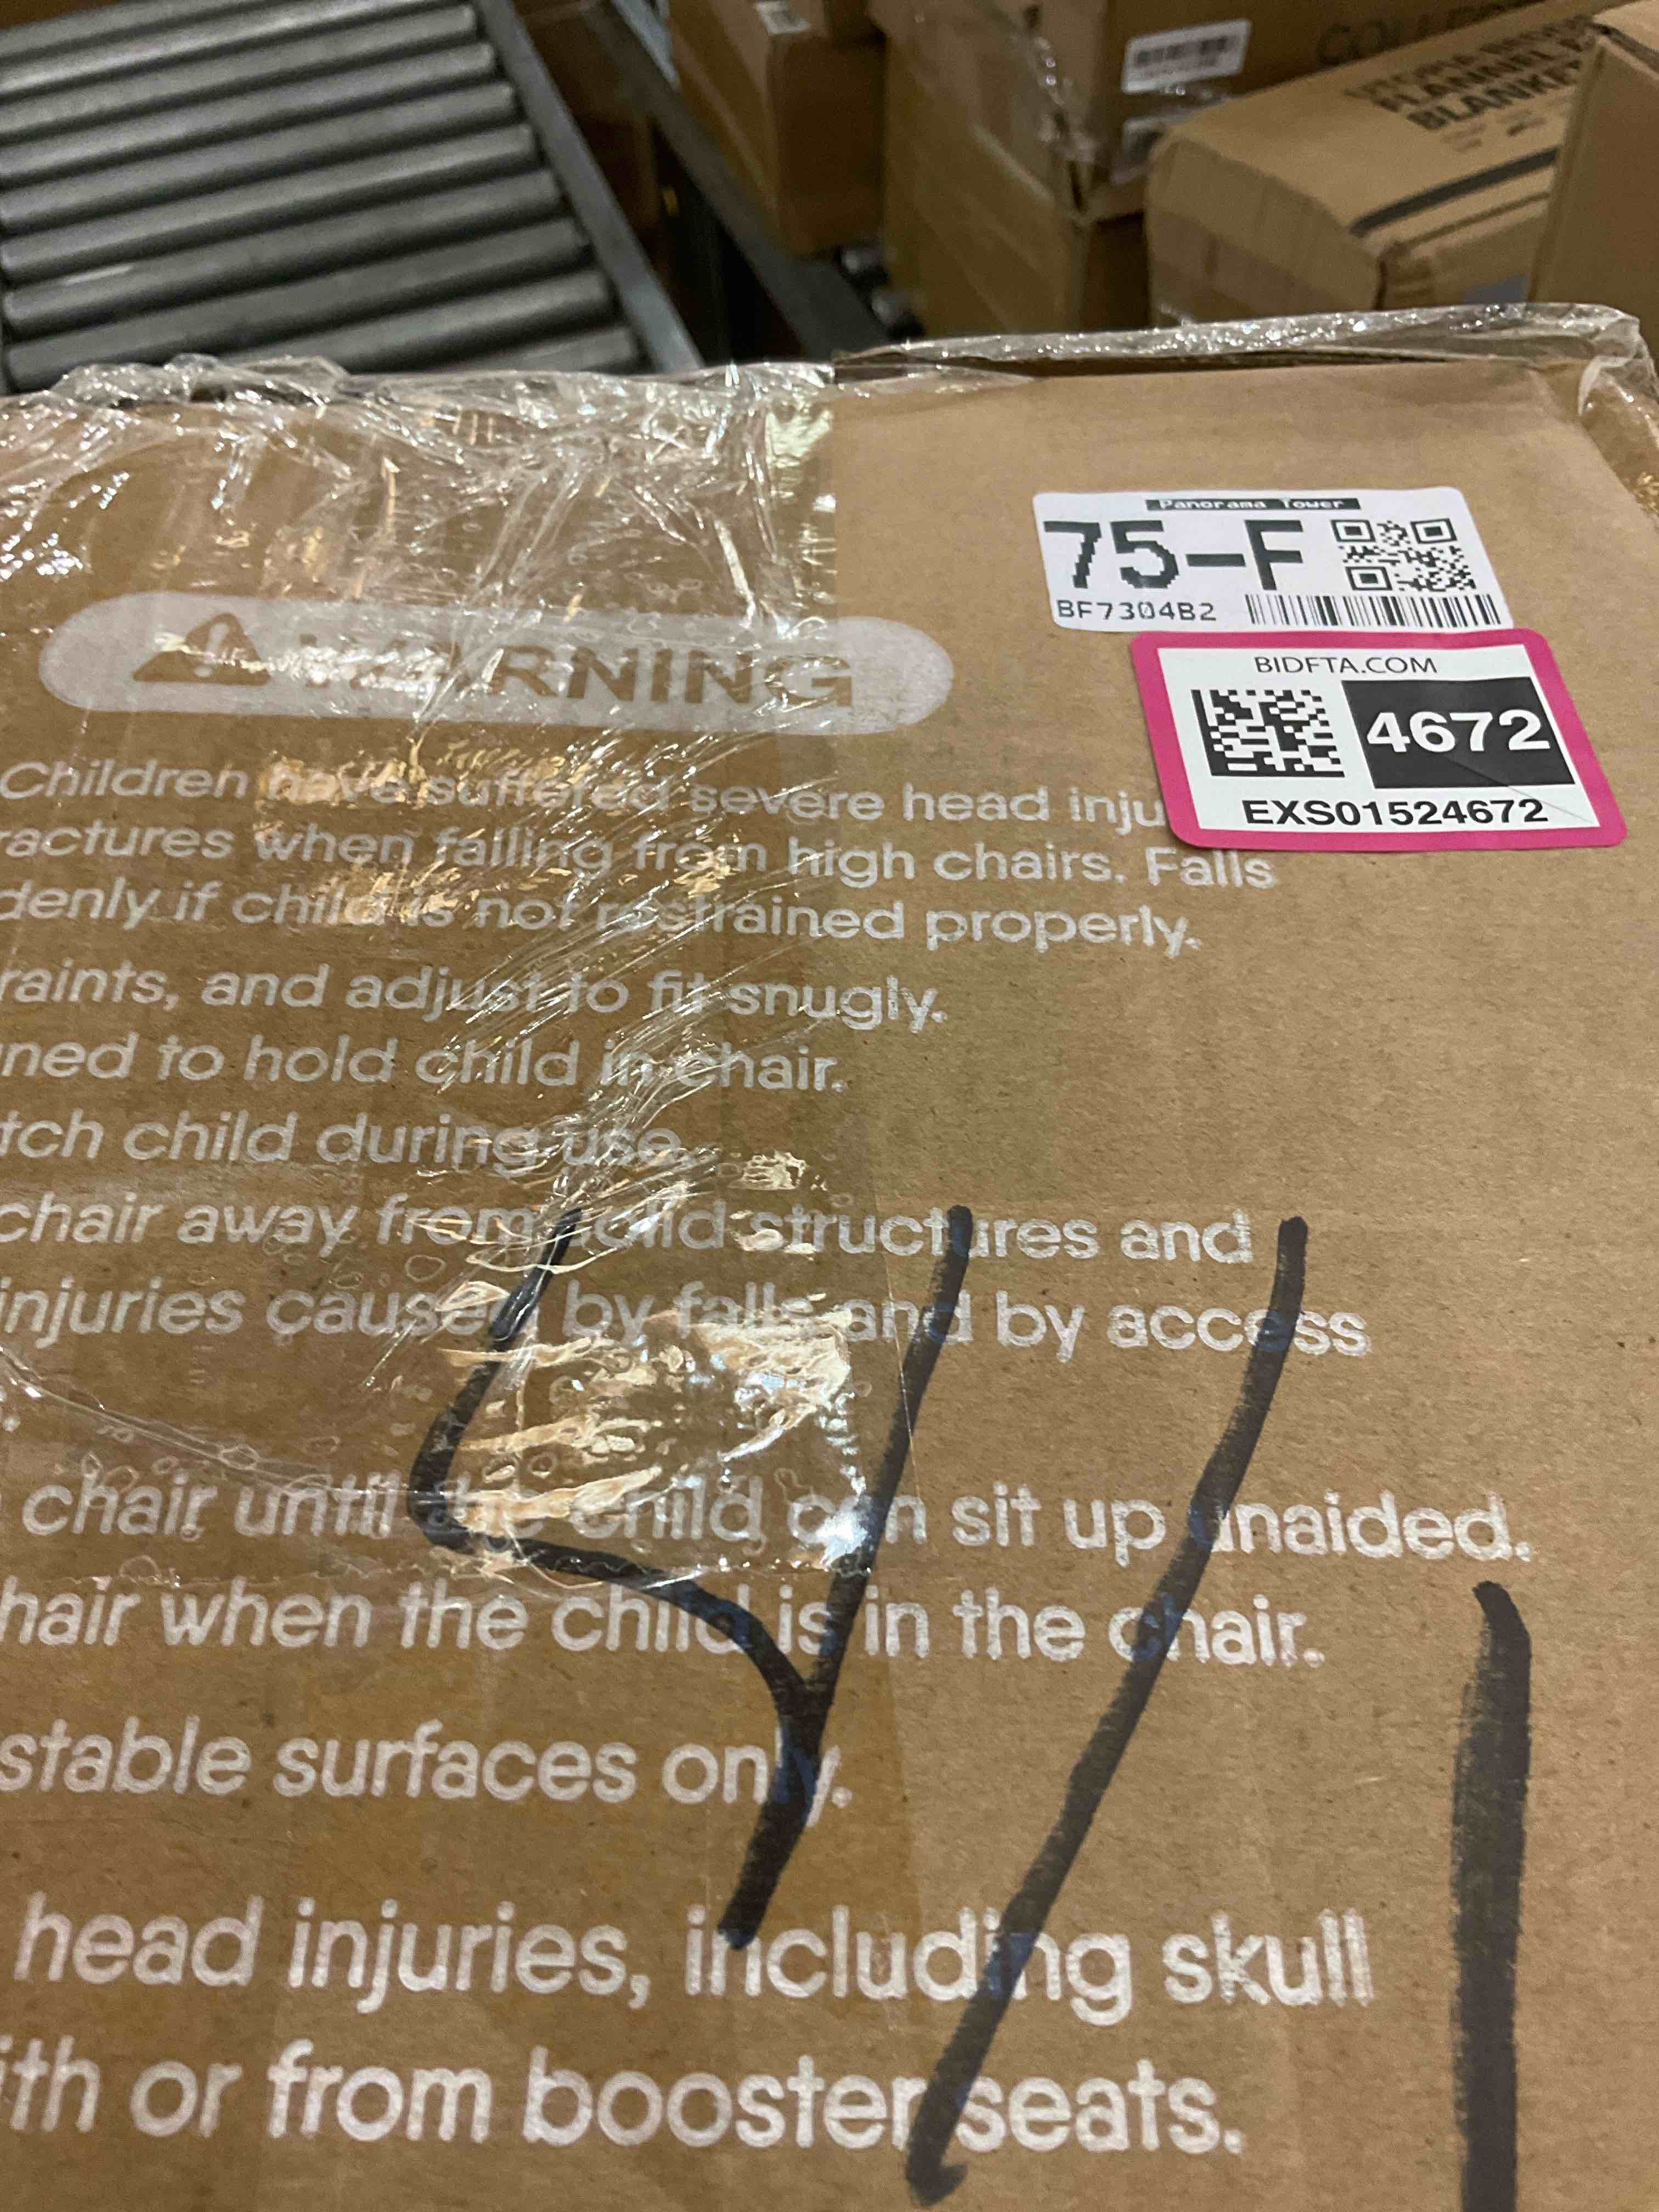 FLANNEL
BLANKET
Panorama Tower
75-F
BF7304B2
BIDFTA.COM
4672
EXS01524672
WARNING
Children have suffered severe head inju
ractures when falling from high chairs. Falls
denly if child is not restrained properly.
raints, and adjust to fit snugly.
ned to hold child in chair.
tch child during use.
chair away from solid structures and
injuries caused by falls and by access
chair until the child can sit up unaided.
hair when the child is in the chair.
stable surfaces only.
head injuries, including skull
ith or from booster seats.
4/1